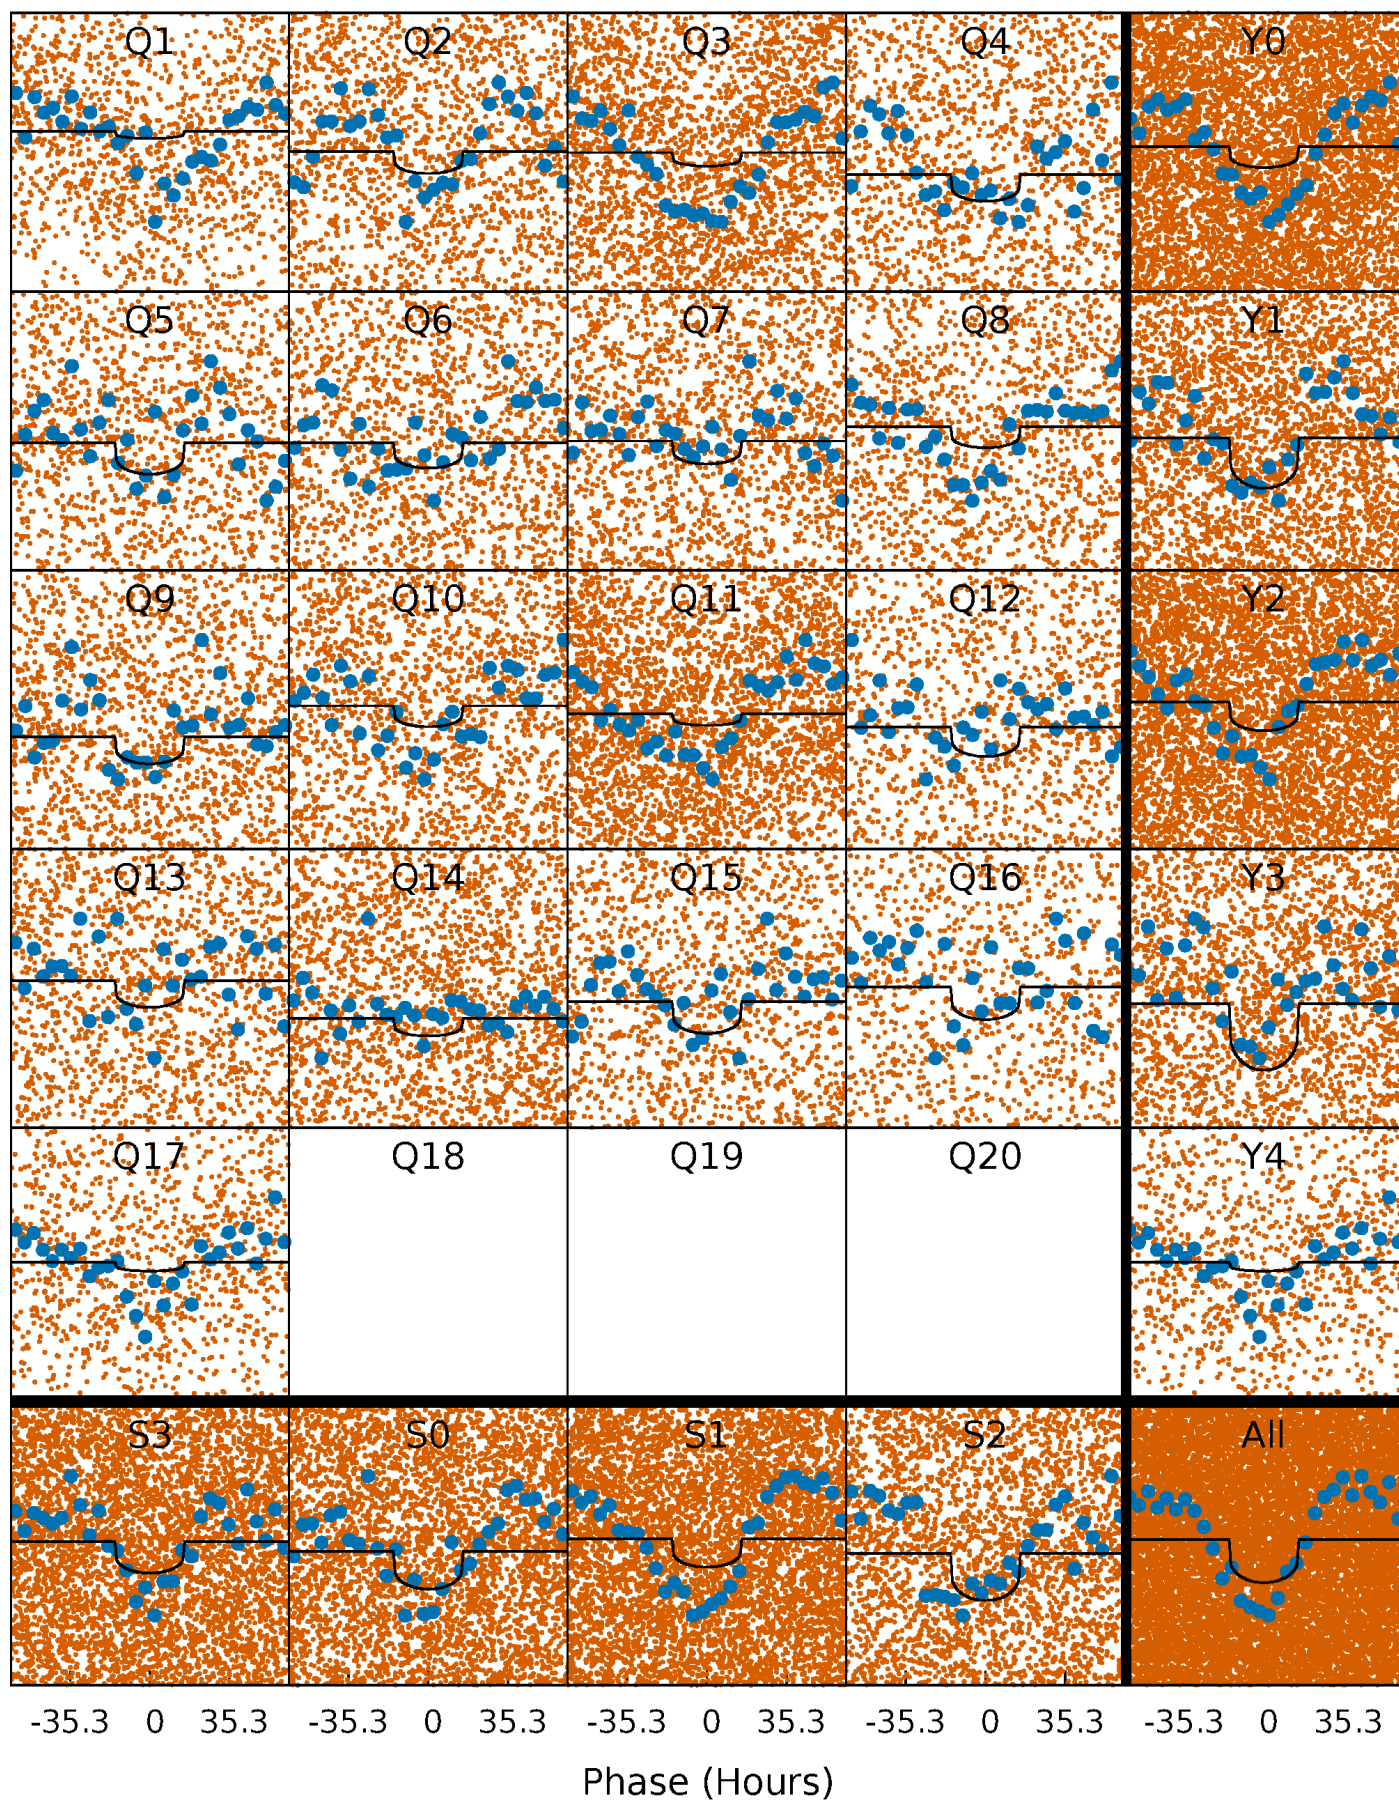 Q1 Q2 Q3 Q4 Y0
Q5 Q6 Q7 Q8 Y1
Q9 Q10 Q11 Q12 Y2
Q13 Q14 Q15 Q16 Y3
Q17 Q18 Q19 Q20 Y4
S3 S0 S1 S2 All
-35.3 0 35.3 -35.3 0 35.3 -35.3 0 35.3 -35.3 0 35.3 -35.3 0 35.3
Phase (Hours)